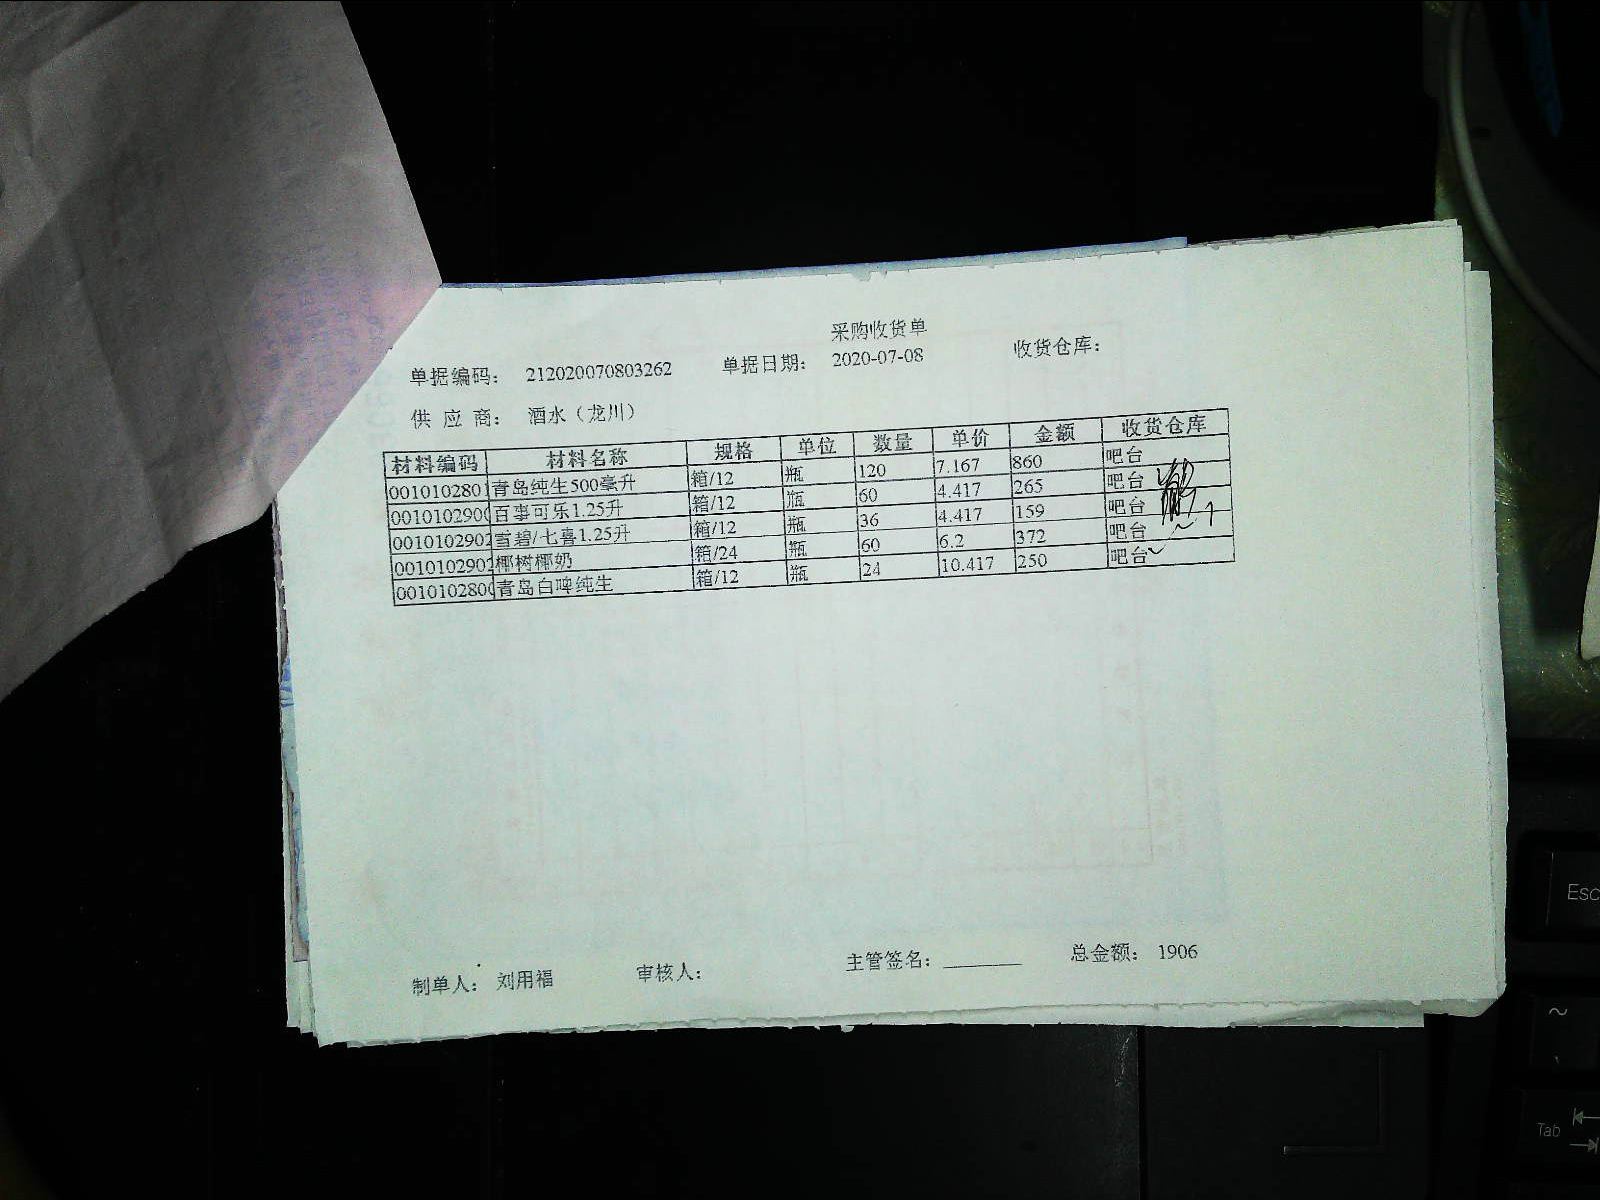 采购收货单
单据编码： 212020070803262 单据日期： 2020-07-08 收货仓库：
供 应 商： 酒水（龙川）
材料编码 材料名称 规格 单位 数量 单价 金额 收货仓库
0010102801 青岛纯生500毫升 箱/12 瓶 120 7.167 860 吧台
001010290 百事可乐1.25升 箱/12 瓶 60 4.417 265 吧台
001010290 雪碧/七喜1.25升 箱/12 瓶 36 4.417 159 吧台
001010290 椰树椰奶 箱/24 瓶 60 6.2 372 吧台
001010280 青岛白啤纯生 箱/12 瓶 24 10.417 250 吧台
制单人： 刘用福 审核人： 主管签名： 总金额： 1906
Esc
~
Tab